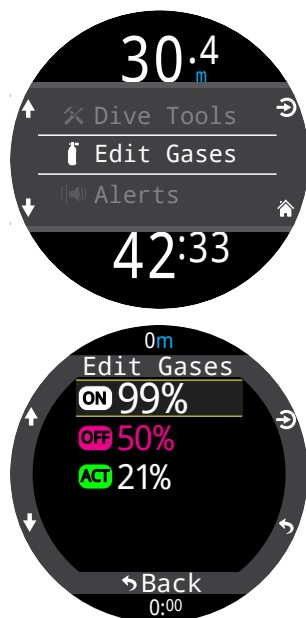 30.4
m
Dive Tools
Edit Gases
Alerts
42:33
0m
Edit Gases
ON 99%
OFF 50%
ACT 21%
Back
0:00